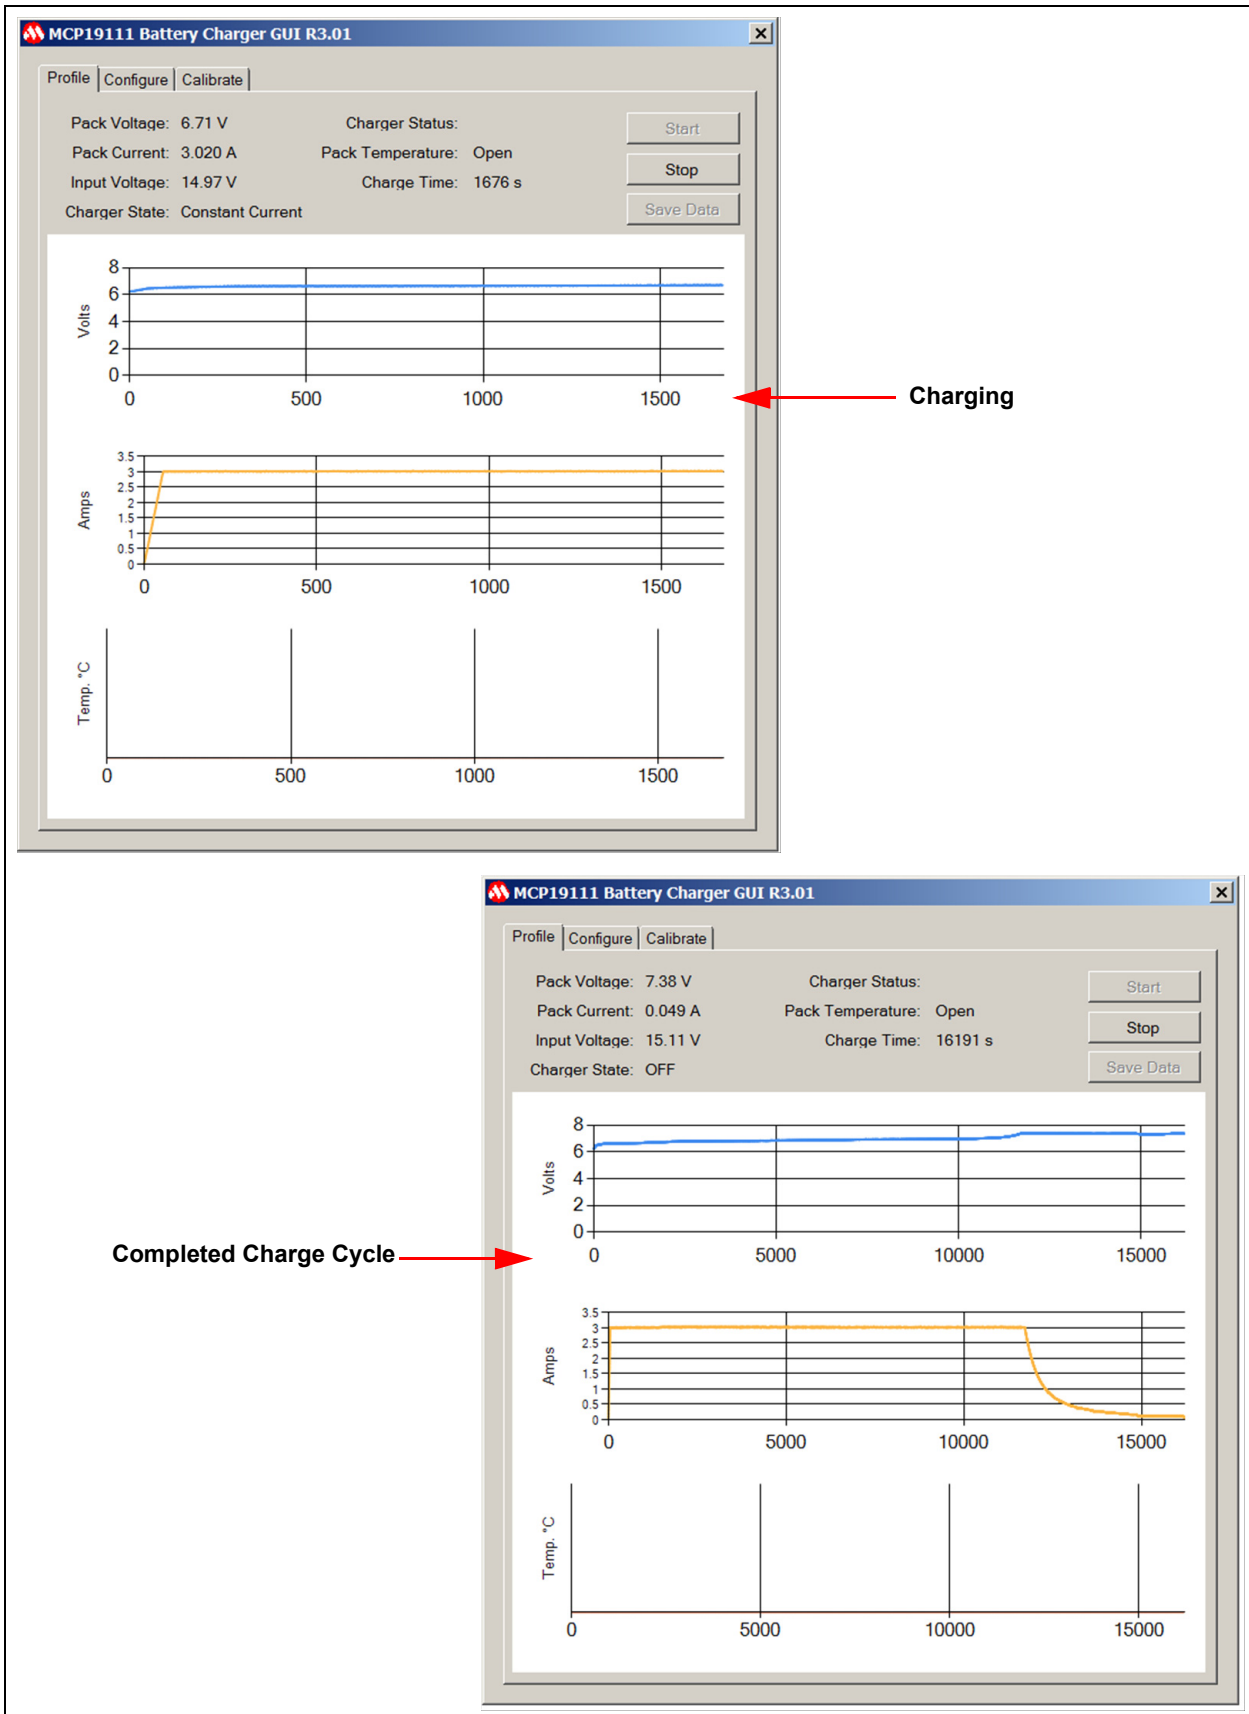 MCP19111 Battery Charger GUI R3.01
Profile Configure Calibrate
Pack Voltage: 6.71 V Charger Status: Start
Pack Current: 3.020 A Pack Temperature: Open Stop
Input Voltage: 14.97 V Charge Time: 1676 s
Charger State: Constant Current Save Data
Volts
8
6
4
2
0
0 500 1000 1500
Charging
Amps
3.5
3
2.5
2
1.5
1
0.5
0
0 500 1000 1500
Temp. °C
0 500 1000 1500
MCP19111 Battery Charger GUI R3.01
Profile Configure Calibrate
Pack Voltage: 7.38 V Charger Status: Start
Pack Current: 0.049 A Pack Temperature: Open Stop
Input Voltage: 15.11 V Charge Time: 16191 s
Charger State: OFF Save Data
Volts
8
6
4
2
0
0 5000 10000 15000
Completed Charge Cycle
Amps
3.5
3
2.5
2
1.5
1
0.5
0
0 5000 10000 15000
Temp. °C
0 5000 10000 15000